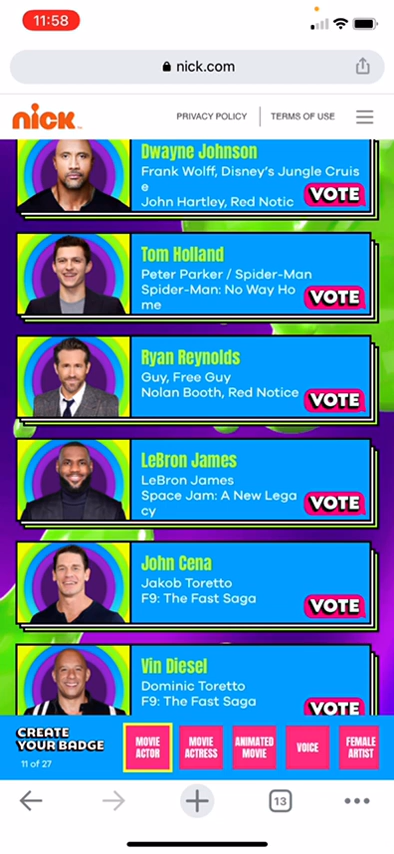 11:58
nick.com
nick
PRIVACY POLICY
TERMS OF USE
Dwayne Johnson
Frank Wolff, Disney's Jungle Cruis
e
John Hartley, Red Notic
VOTE
Tom Holland
Peter Parker / Spider-Man
Spider-Man: No Way Ho
me
VOTE
Ryan Reynolds
Guy, Free Guy
Nolan Booth, Red Notice
VOTE
LeBron James
LeBron James
Space Jam: A New Lega
cy
VOTE
John Cena
Jakob Toretto
F9: The Fast Saga
VOTE
Vin Diesel
Dominic Toretto
F9: The Fast Saga
VOTE
CREATE
YOUR BADGE
11 of 27
MOVIE
ACTOR
MOVIE
ACTRESS
ANIMATED
MOVIE
VOICE
FEMALE
ARTIST
13